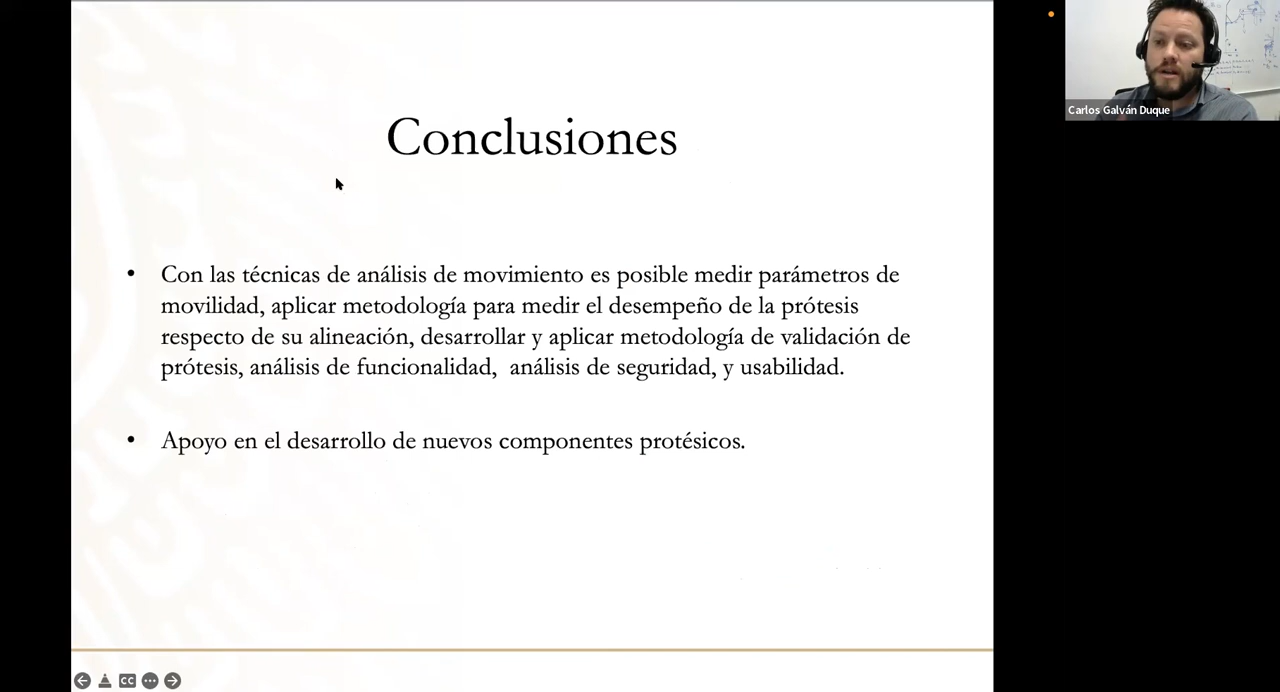 Conclusiones
• Con las técnicas de análisis de movimiento es posible medir parámetros de
movilidad, aplicar metodología para medir el desempeño de la prótesis
respecto de su alineación, desarrollar y aplicar metodología de validación de
prótesis, análisis de funcionalidad,  análisis de seguridad, y usabilidad.
• Apoyo en el desarrollo de nuevos componentes protésicos.
Carlos Galván Duque
CC